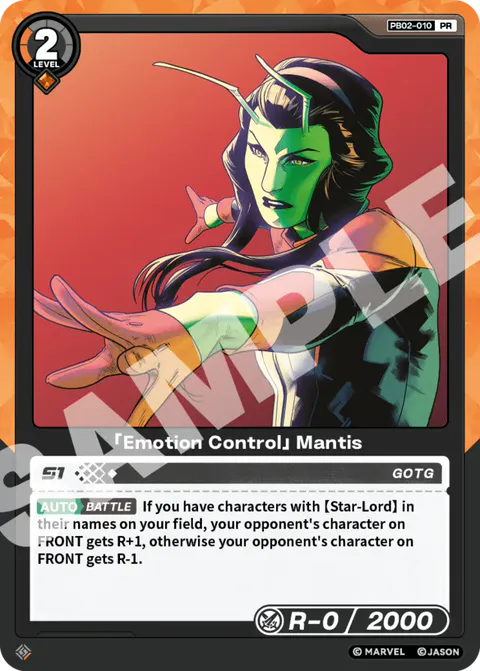 2
LEVEL
PB02-010 PR
SAMPLE
「Emotion Control」 Mantis
S1
GOTG
AUTO BATTLE If you have characters with【Star-Lord】in
their names on your field, your opponent's character on
FRONT gets R+1, otherwise your opponent's character on
FRONT gets R-1.
R-0 / 2000
© MARVEL © JASON